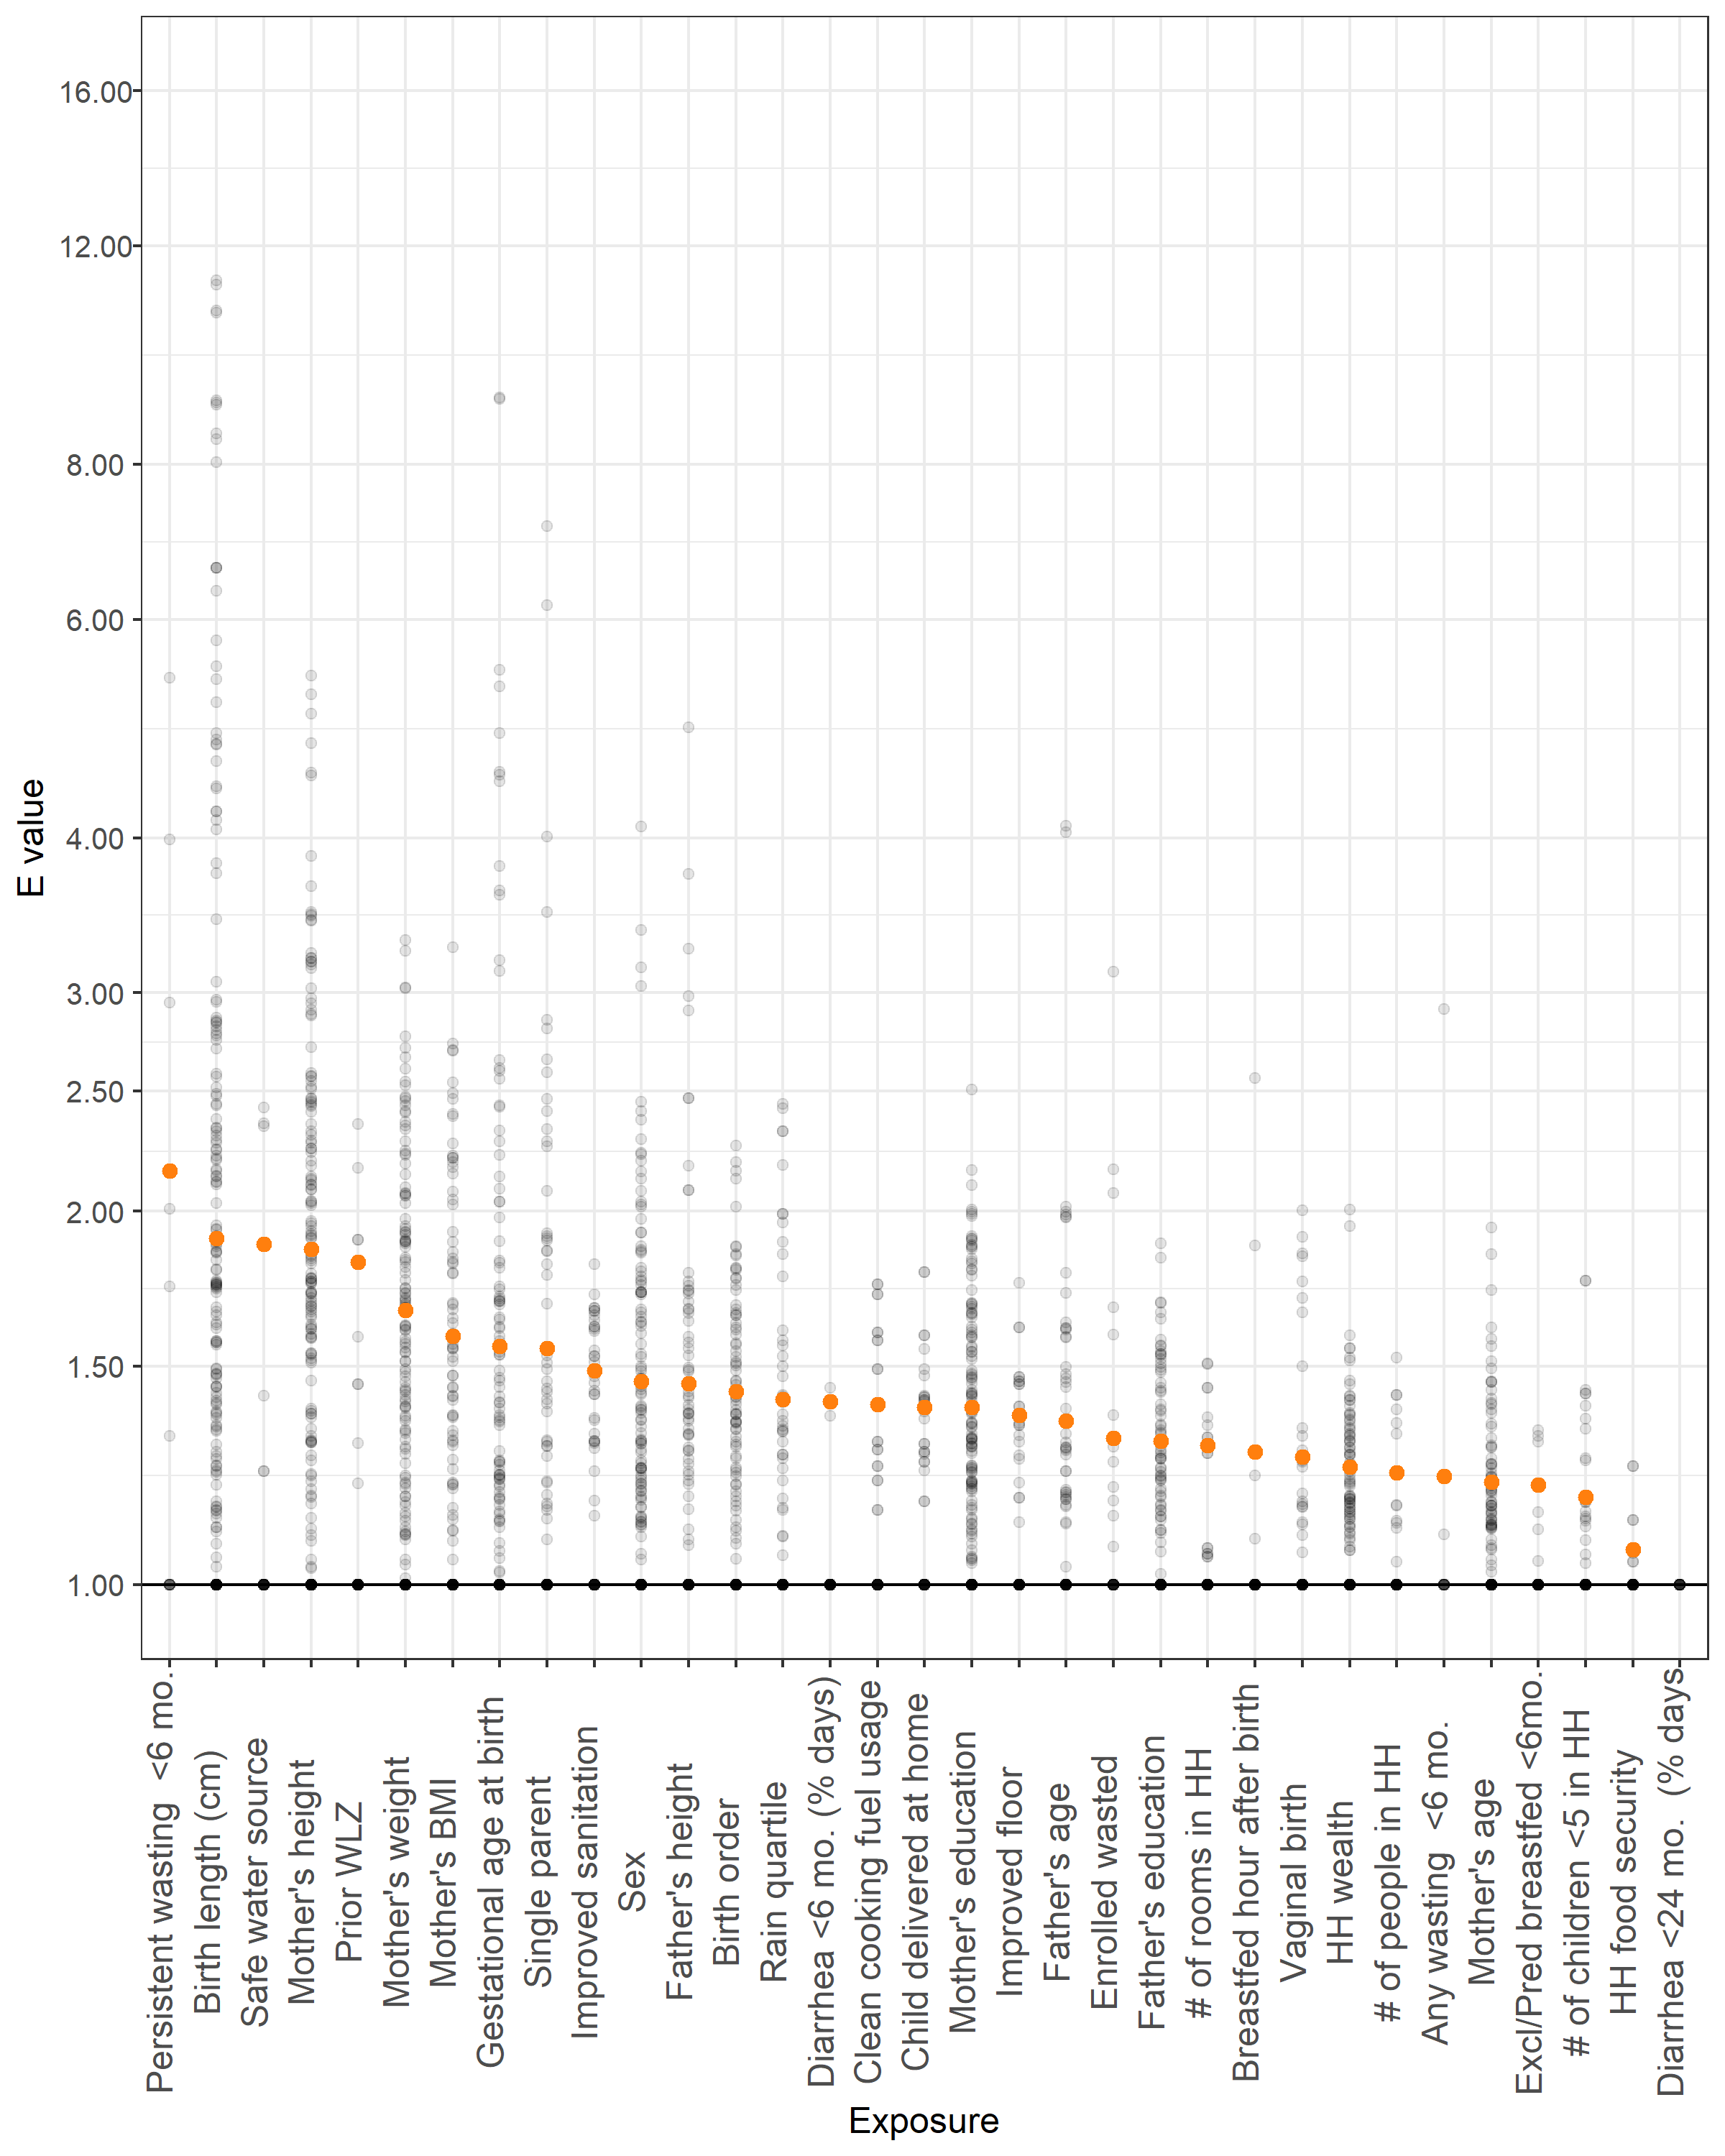 16.00
12.00
8.00
6.00
4.00
3.00
2.50
2.00
1.50
1.00
E value
Persistent wasting  <6 mo.
Birth length (cm)
Safe water source
Mother's height
Prior WLZ
Mother's weight
Mother's BMI
Gestational age at birth
Single parent
Improved sanitation
Sex
Father's height
Birth order
Rain quartile
Diarrhea <6 mo. (% days)
Clean cooking fuel usage
Child delivered at home
Mother's education
Improved floor
Father's age
Enrolled wasted
Father's education
# of rooms in HH
Breastfed hour after birth
Vaginal birth
HH wealth
# of people in HH
Any wasting  <6 mo.
Mother's age
Excl/Pred breastfed <6mo.
# of children <5 in HH
HH food security
Diarrhea <24 mo.  (% days
Exposure